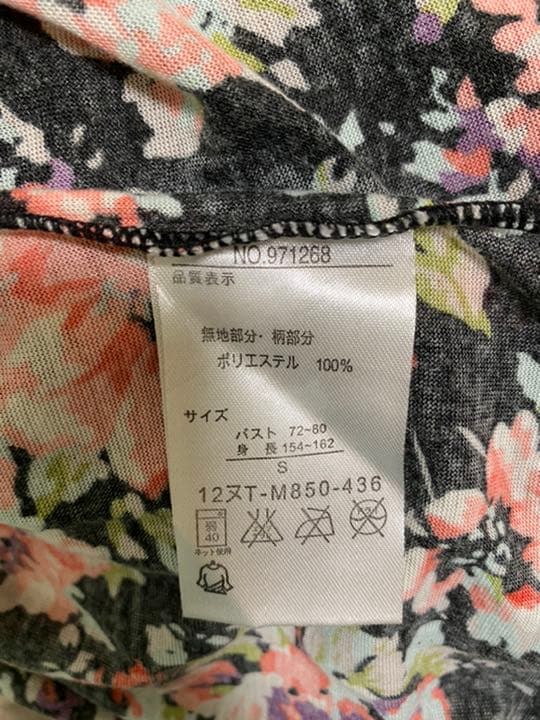 NO.971268
品質表示
無地部分・柄部分
ポリエステル 100%
サイズ
バスト 72~80
身 長 154~162
S
12ヌT-M850-436
弱
40
ネット使用